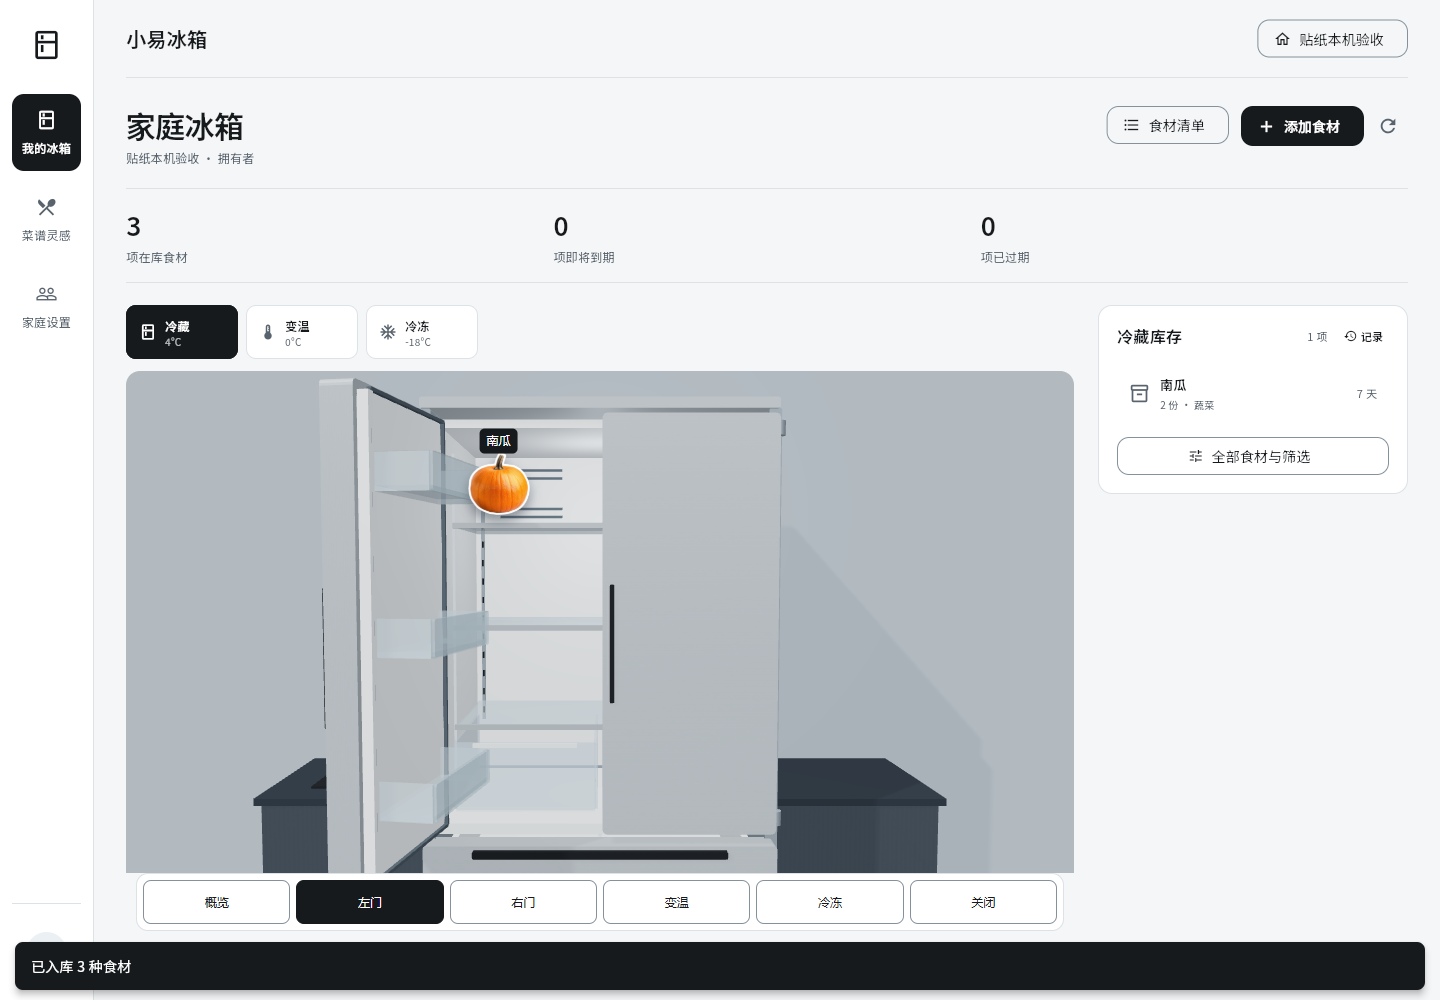 小易冰箱
贴纸本机验收
我的冰箱
菜谱灵感
家庭设置
家庭冰箱
贴纸本机验收 · 拥有者
食材清单
添加食材
3
项在库食材
0
项即将到期
0
项已过期
冷藏
4°C
变温
0°C
冷冻
-18°C
南瓜
冷藏库存
1 项
记录
南瓜
2 份 · 蔬菜
7 天
全部食材与筛选
概览
左门
右门
变温
冷冻
关闭
已入库 3 种食材